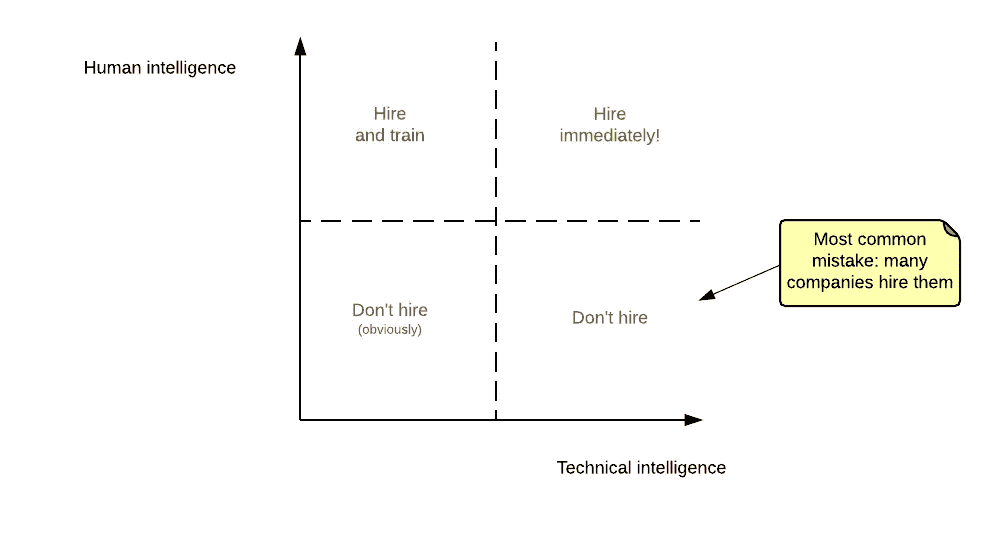 Human intelligence
Hire
and train
Hire
immediately!
Most common
mistake: many
companies hire them
Don't hire
(obviously)
Don't hire
Technical intelligence